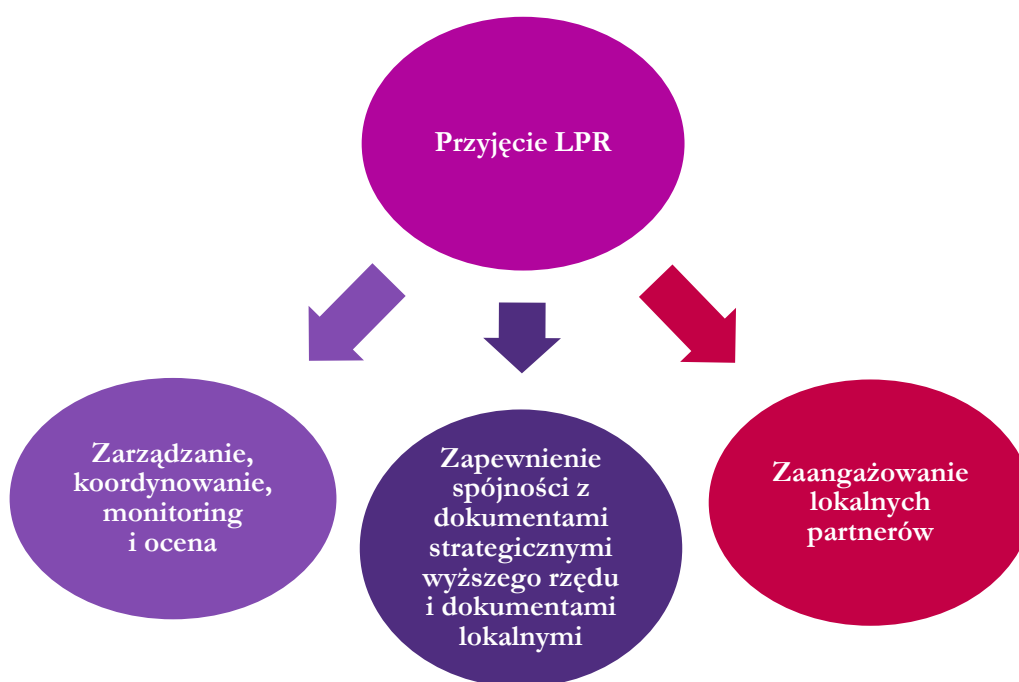 Przyjęcie LPR
Zarządzanie,
koordynowanie,
monitoring
i ocena
Zapewnienie
spójności z
dokumentami
strategicznymi
wyższego rzędu
i dokumentami
lokalnymi
Zaangażowanie
lokalnych
partnerów